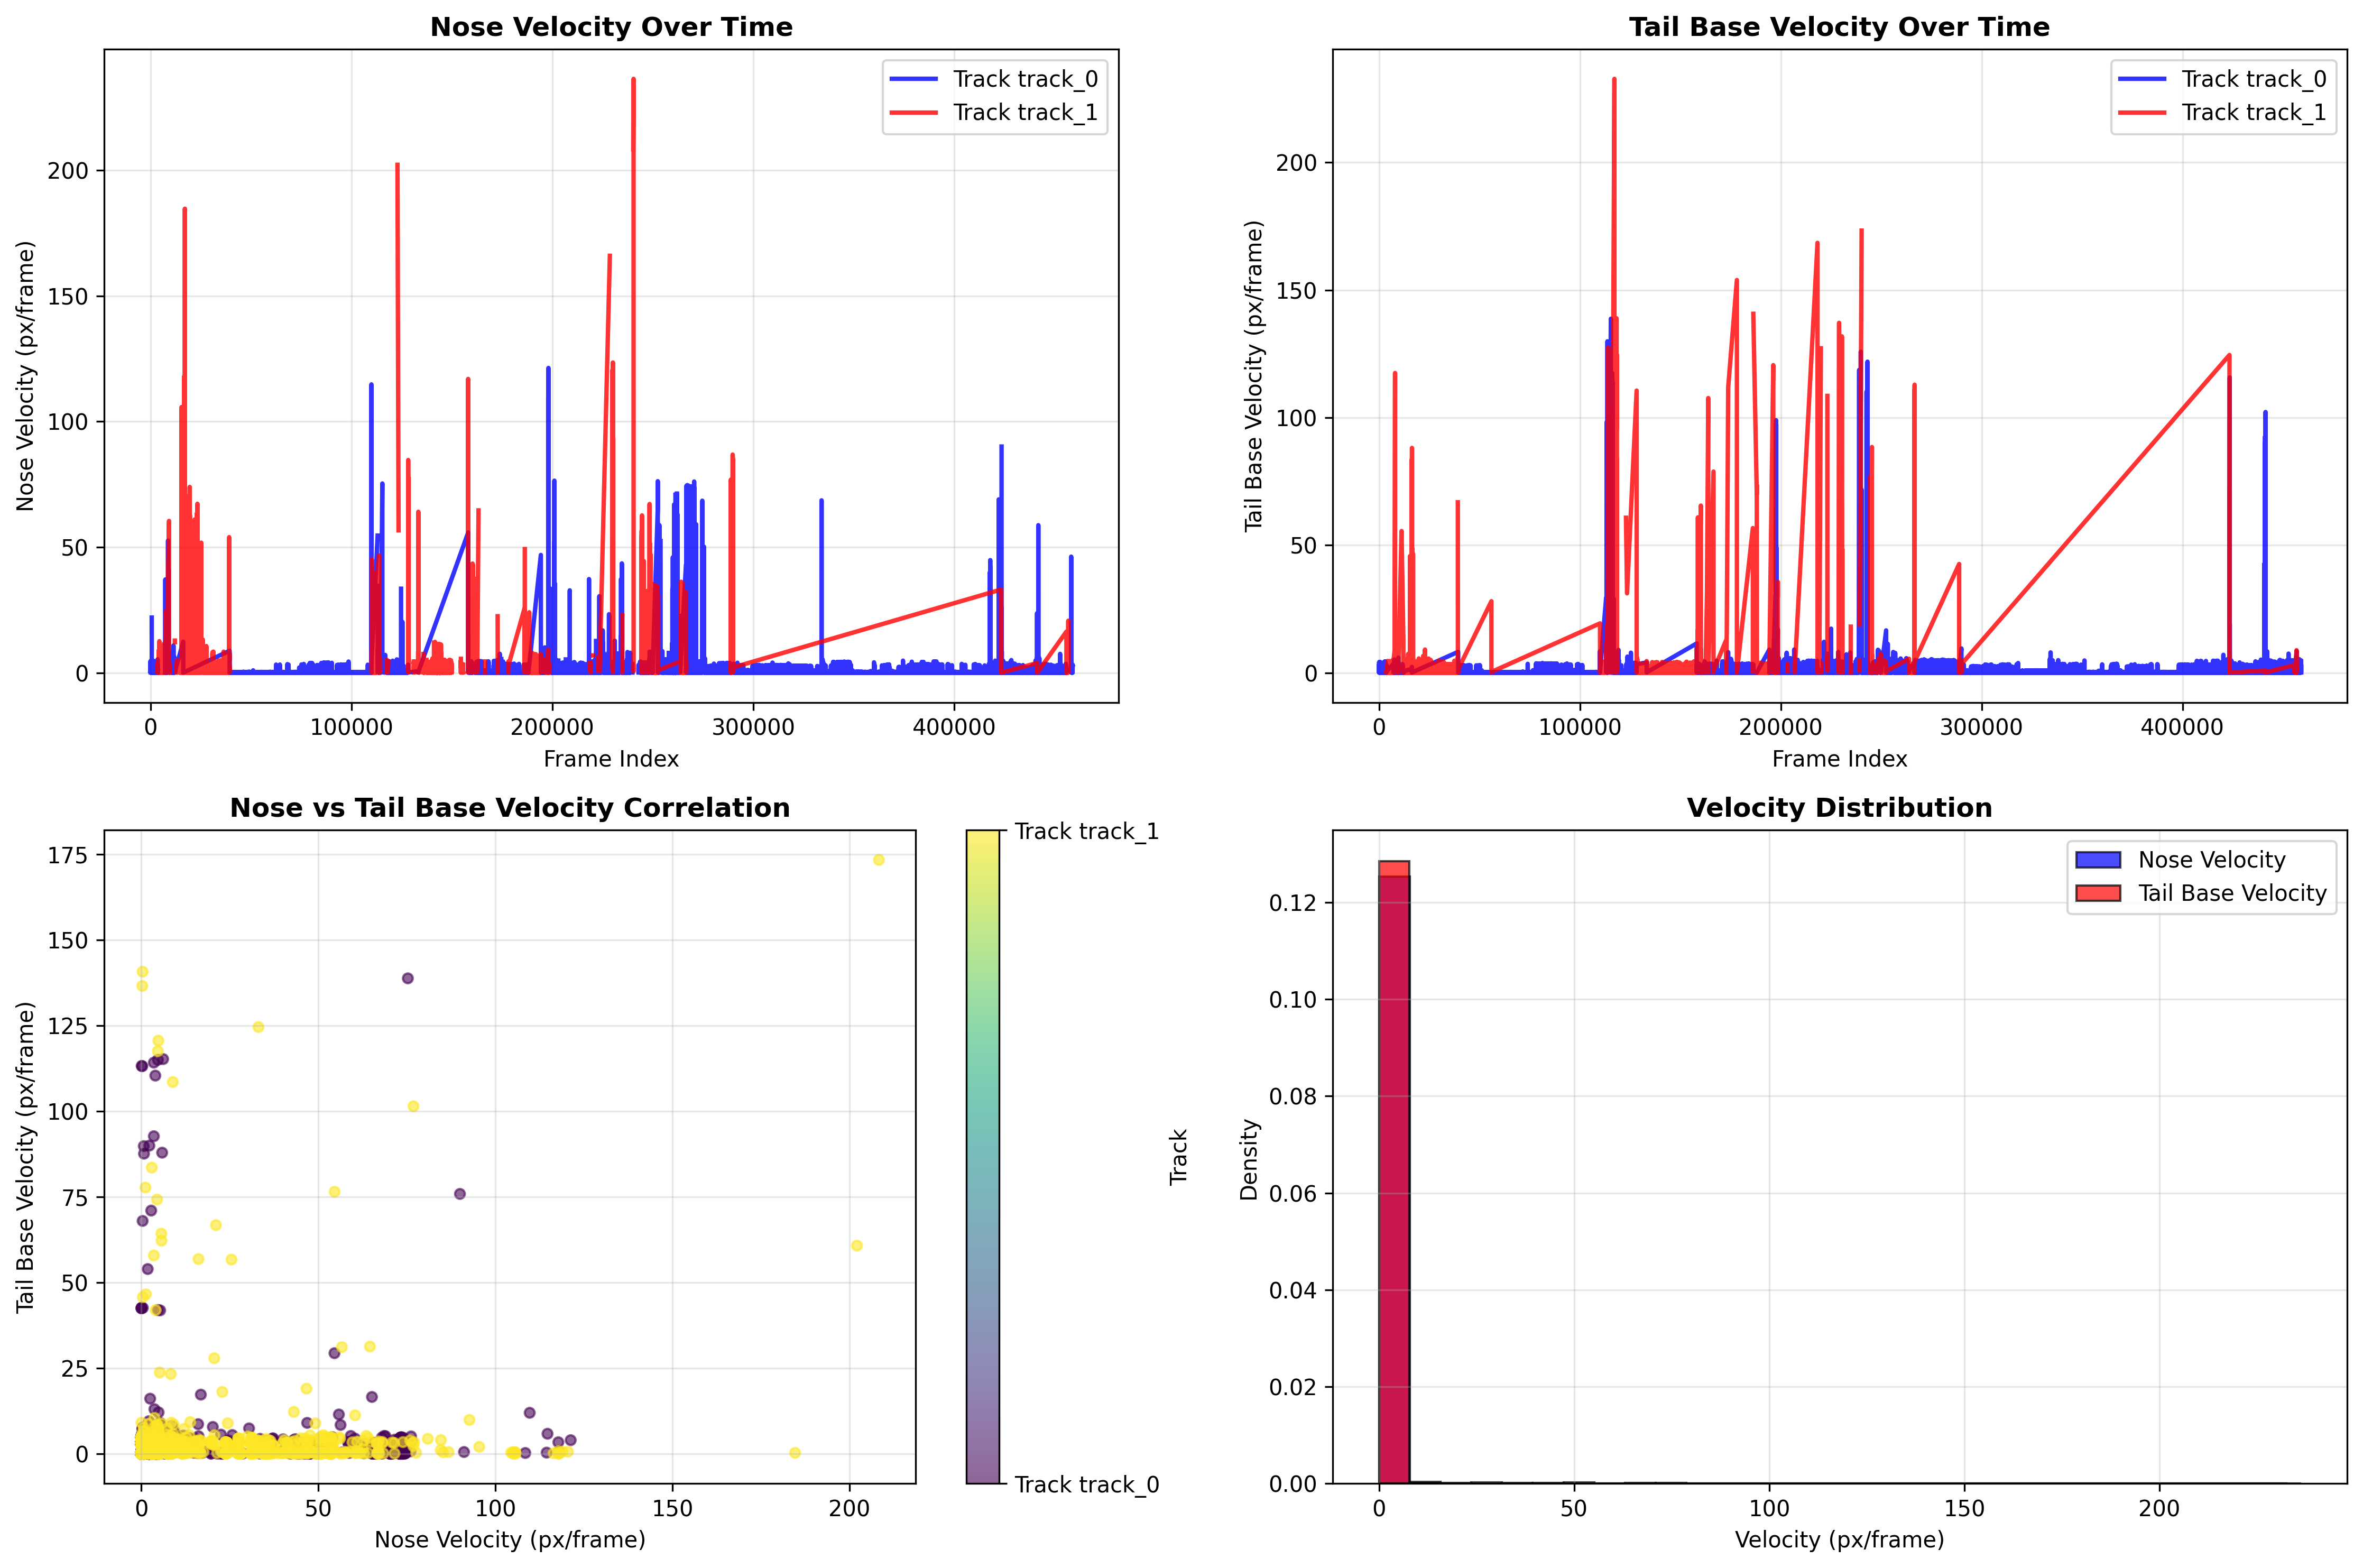 Nose Velocity Over Time
Track track_0
Track track_1
Nose Velocity (px/frame)
200
150
100
50
0
0 100000 200000 300000 400000
Frame Index
Tail Base Velocity Over Time
Track track_0
Track track_1
Tail Base Velocity (px/frame)
200
150
100
50
0
0 100000 200000 300000 400000
Frame Index
Nose vs Tail Base Velocity Correlation
Tail Base Velocity (px/frame)
175
150
125
100
75
50
25
0
0 50 100 150 200
Nose Velocity (px/frame)
Track track_1
Track track_0
Track
Velocity Distribution
Nose Velocity
Tail Base Velocity
Density
0.12
0.10
0.08
0.06
0.04
0.02
0.00
0 50 100 150 200
Velocity (px/frame)